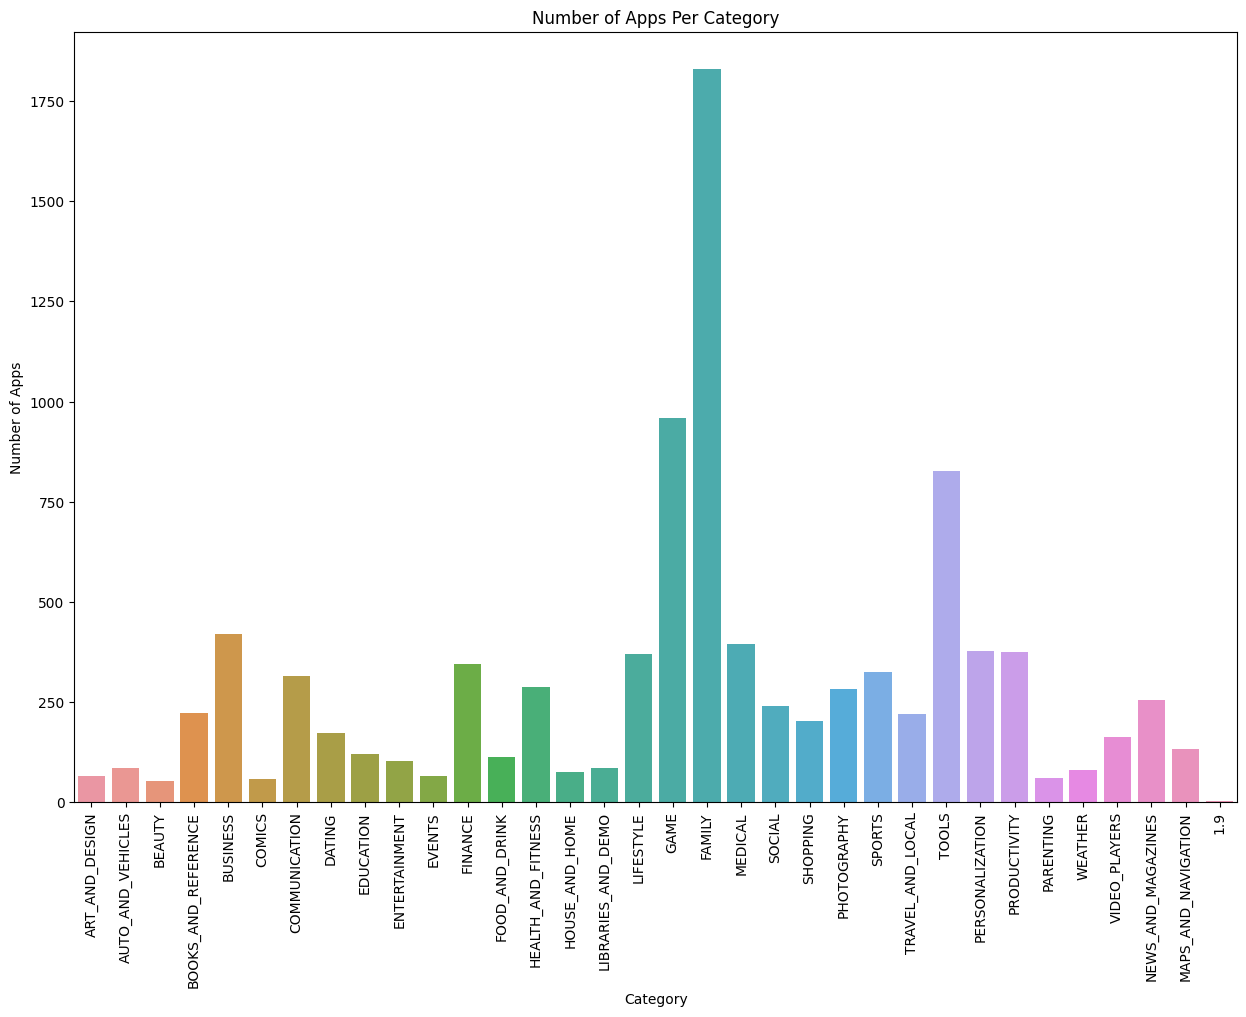 Number of Apps Per Category
Number of Apps
1750
1500
1250
1000
750
500
250
0
ART_AND_DESIGN
AUTO_AND_VEHICLES
BEAUTY
BOOKS_AND_REFERENCE
BUSINESS
COMICS
COMMUNICATION
DATING
EDUCATION
ENTERTAINMENT
EVENTS
FINANCE
FOOD_AND_DRINK
HEALTH_AND_FITNESS
HOUSE_AND_HOME
LIBRARIES_AND_DEMO
LIFESTYLE
GAME
FAMILY
MEDICAL
SOCIAL
SHOPPING
PHOTOGRAPHY
SPORTS
TRAVEL_AND_LOCAL
TOOLS
PERSONALIZATION
PRODUCTIVITY
PARENTING
WEATHER
VIDEO_PLAYERS
NEWS_AND_MAGAZINES
MAPS_AND_NAVIGATION
1.9
Category